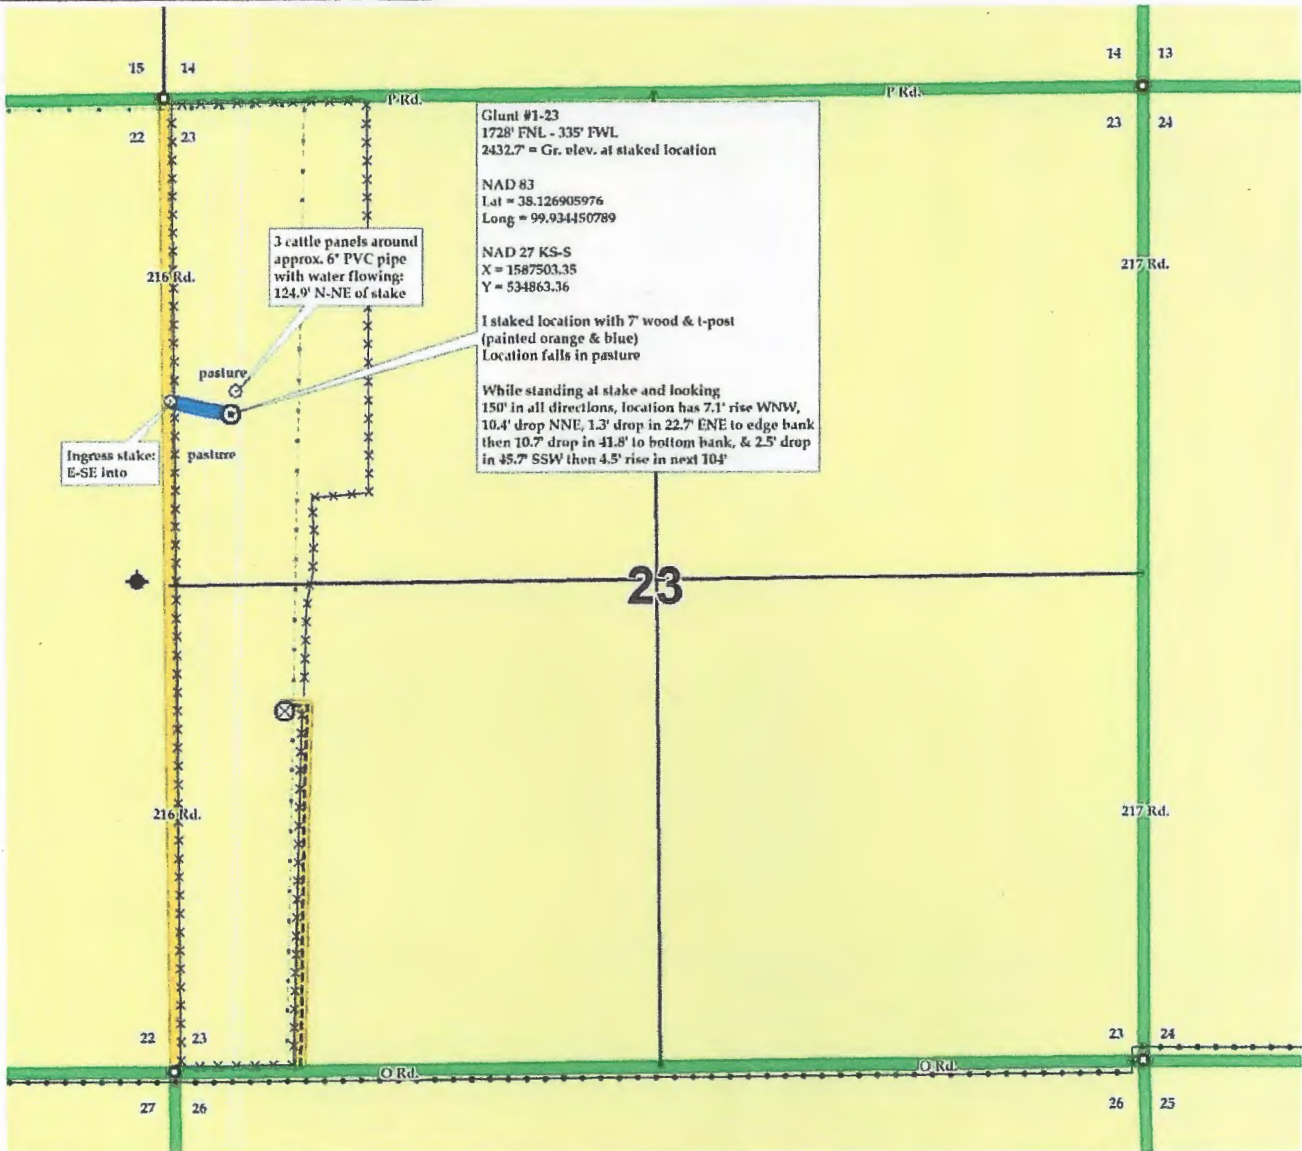 15 14
14 13
P Rd.
P Rd.
22 23
23 24
Glunt #1-23
1728' FNL - 335' FWL
2432.7' = Gr. elev. at staked location
NAD 83
Lat = 38.126905976
Long = 99.934450789
NAD 27 KS-S
X = 1587503.35
Y = 534863.36
I staked location with 7' wood & t-post
(painted orange & blue)
Location falls in pasture
While standing at stake and looking
150' in all directions, location has 7.1' rise WNW,
10.4' drop NNE, 1.3' drop in 22.7' ENE to edge bank
then 10.7' drop in 41.8' to bottom bank, & 2.5' drop
in 45.7' SSW then 4.5' rise in next 104'
3 cattle panels around
approx. 6" PVC pipe
with water flowing:
124.9' N-NE of stake
216 Rd.
217 Rd.
pasture
Ingress stake:
E-SE into
pasture
23
216 Rd.
217 Rd.
22 23
23 24
O Rd.
O Rd.
27 26
26 25